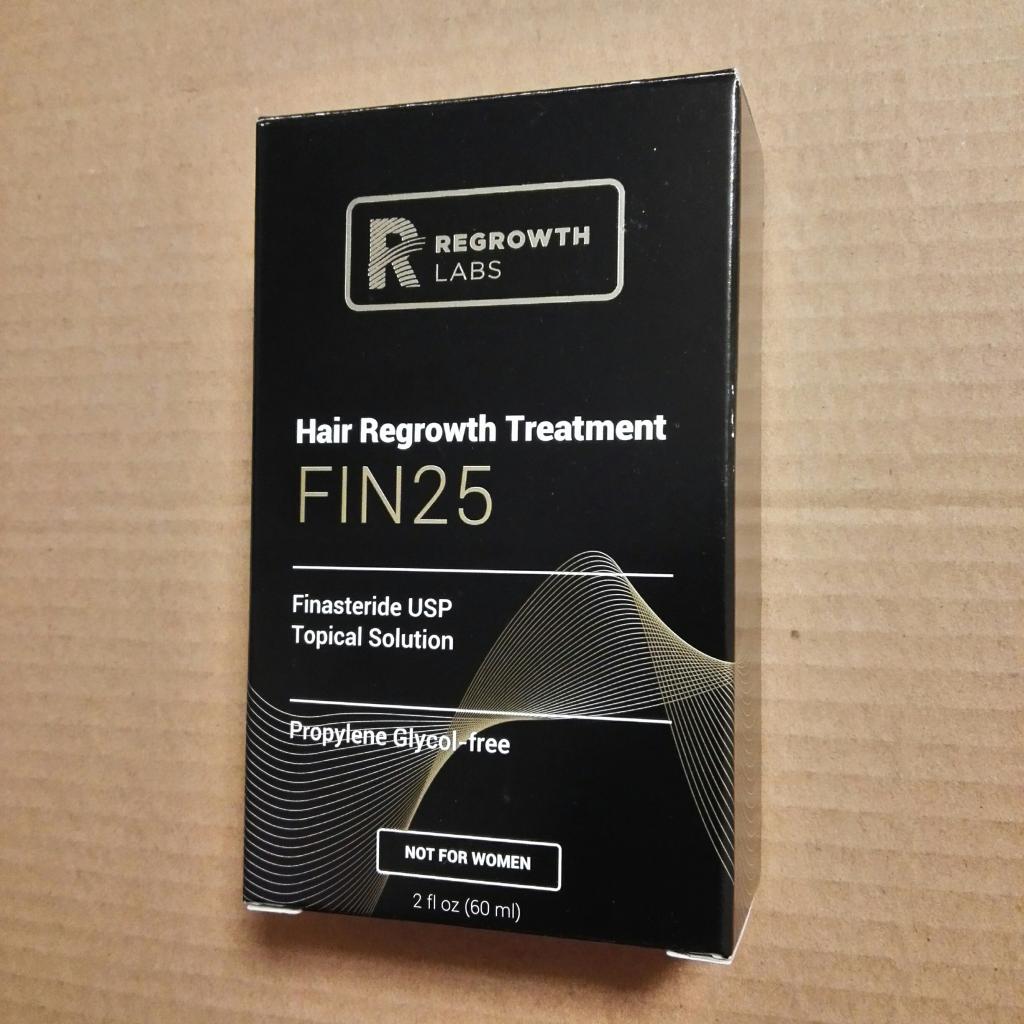 REGROWTH
LABS
Hair Regrowth Treatment
FIN25
Finasteride USP
Topical Solution
Propylene Glycol-free
NOT FOR WOMEN
2 fl oz (60 ml)